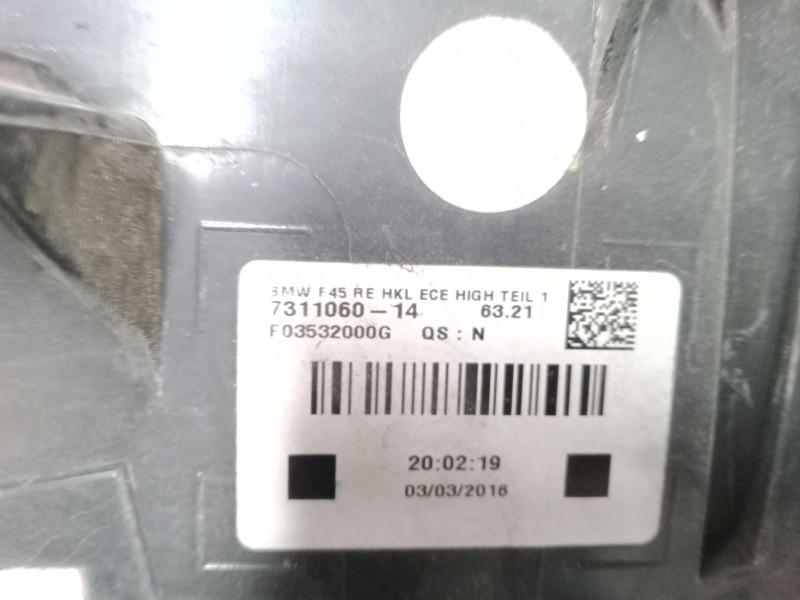 BMW F45 RE HKL ECE HIGH TEIL 1
7311060-14 63.21
F03532000G QS : N
20:02:19
03/03/2016